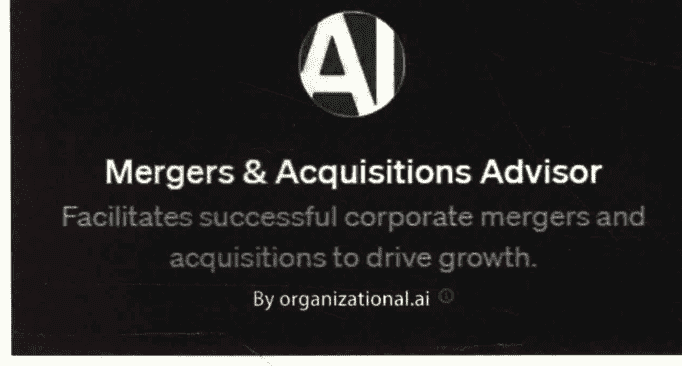 AI
Mergers & Acquisitions Advisor
Facilitates successful corporate mergers and
acquisitions to drive growth.
By organizational.ai